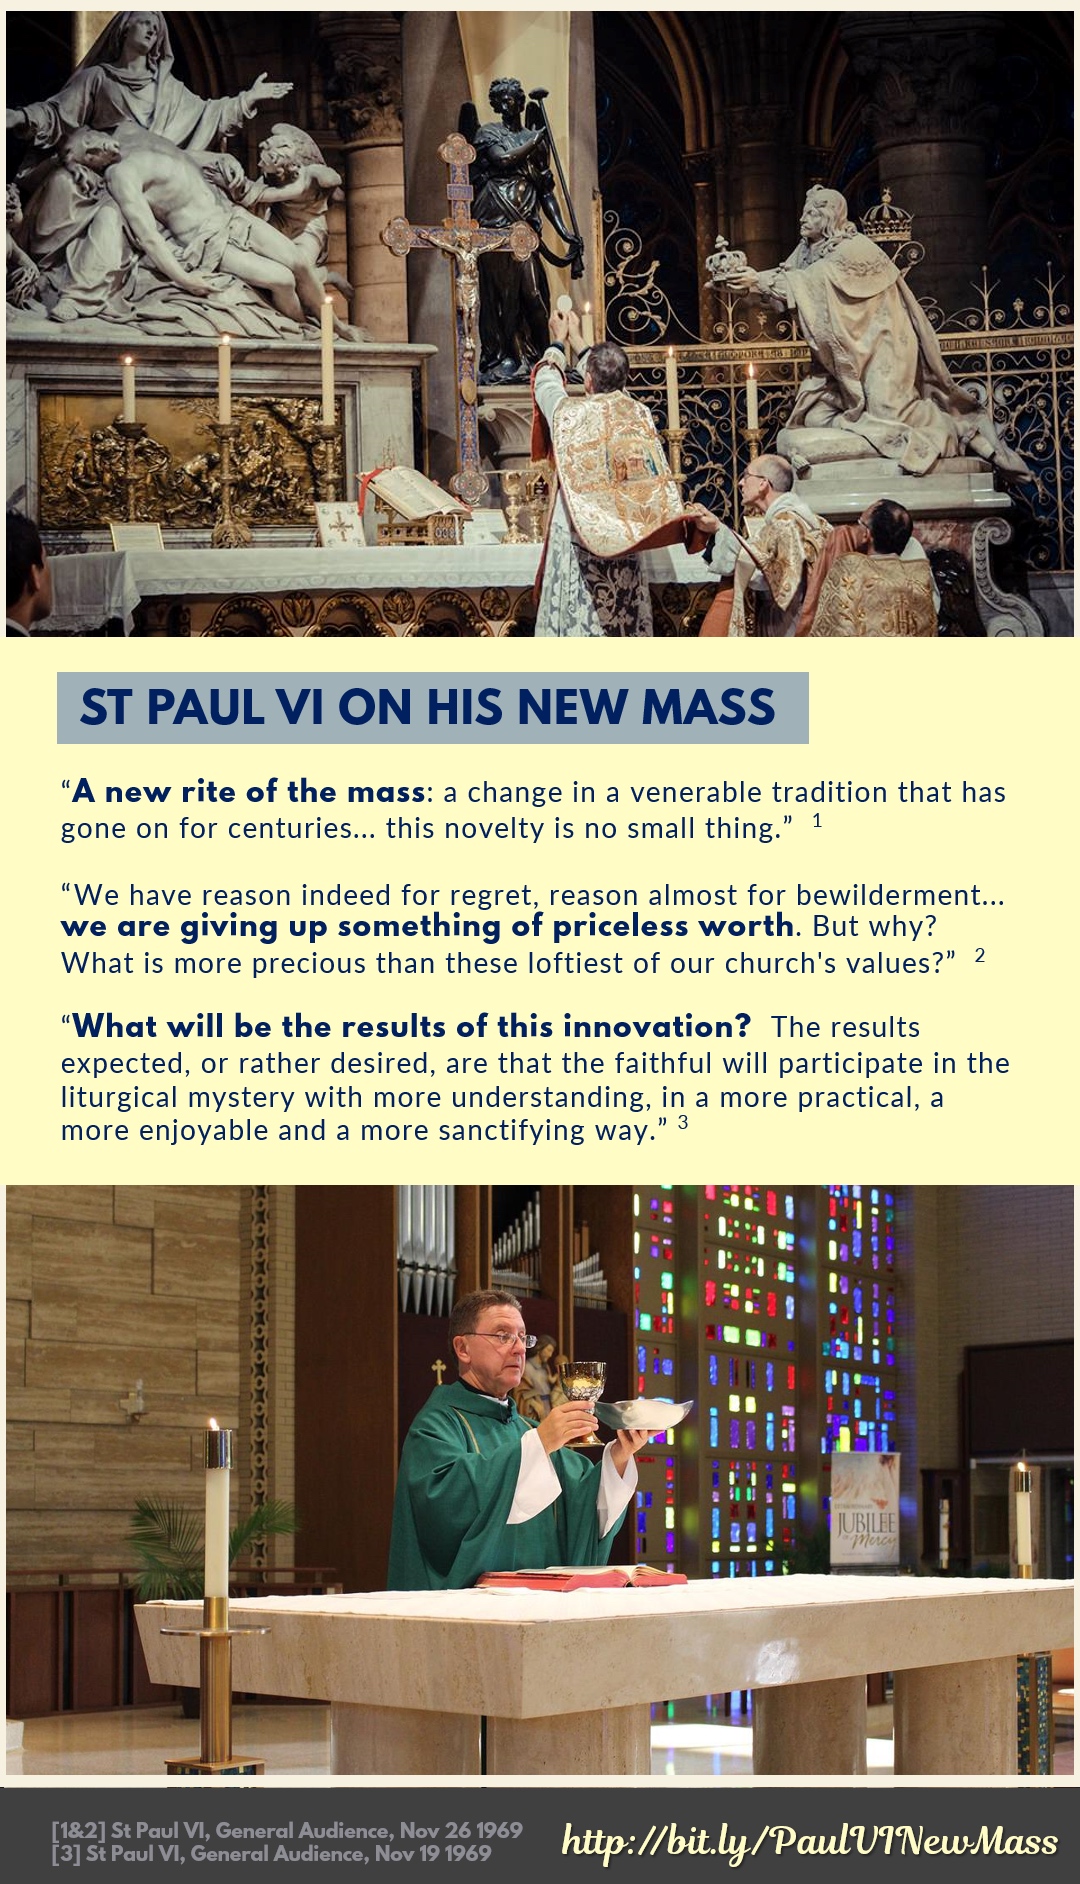 ST PAUL VI ON HIS NEW MASS
“A new rite of the mass: a change in a venerable tradition that has
gone on for centuries... this novelty is no small thing.” 1
“We have reason indeed for regret, reason almost for bewilderment...
we are giving up something of priceless worth. But why?
What is more precious than these loftiest of our church's values?” 2
“What will be the results of this innovation? The results
expected, or rather desired, are that the faithful will participate in the
liturgical mystery with more understanding, in a more practical, a
more enjoyable and a more sanctifying way.” 3
JUBILEE
of Mercy
[1&2] St Paul VI, General Audience, Nov 26 1969
[3] St Paul VI, General Audience, Nov 19 1969
http://bit.ly/PaulVINewMass